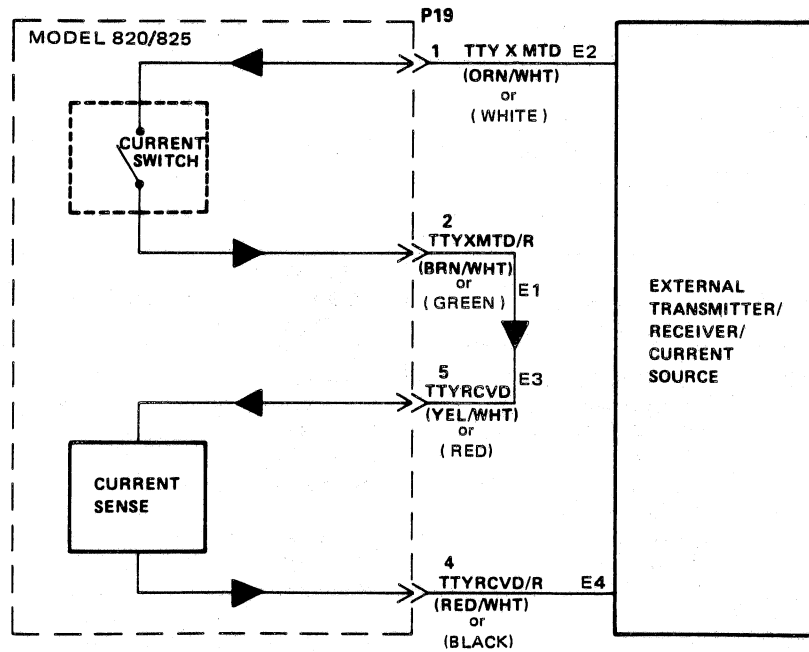 P19
MODEL 820/825
1 TTY X MTD E2
(ORN/WHT)
or
(WHITE)
CURRENT
SWITCH
2
TTYXMTD/R
(BRN/WHT)
or
(GREEN)
E1
EXTERNAL
TRANSMITTER/
RECEIVER/
CURRENT
SOURCE
5
TTYRCVD
E3
(YEL/WHT)
or
(RED)
CURRENT
SENSE
4
TTYRCVD/R E4
(RED/WHT)
or
(BLACK)